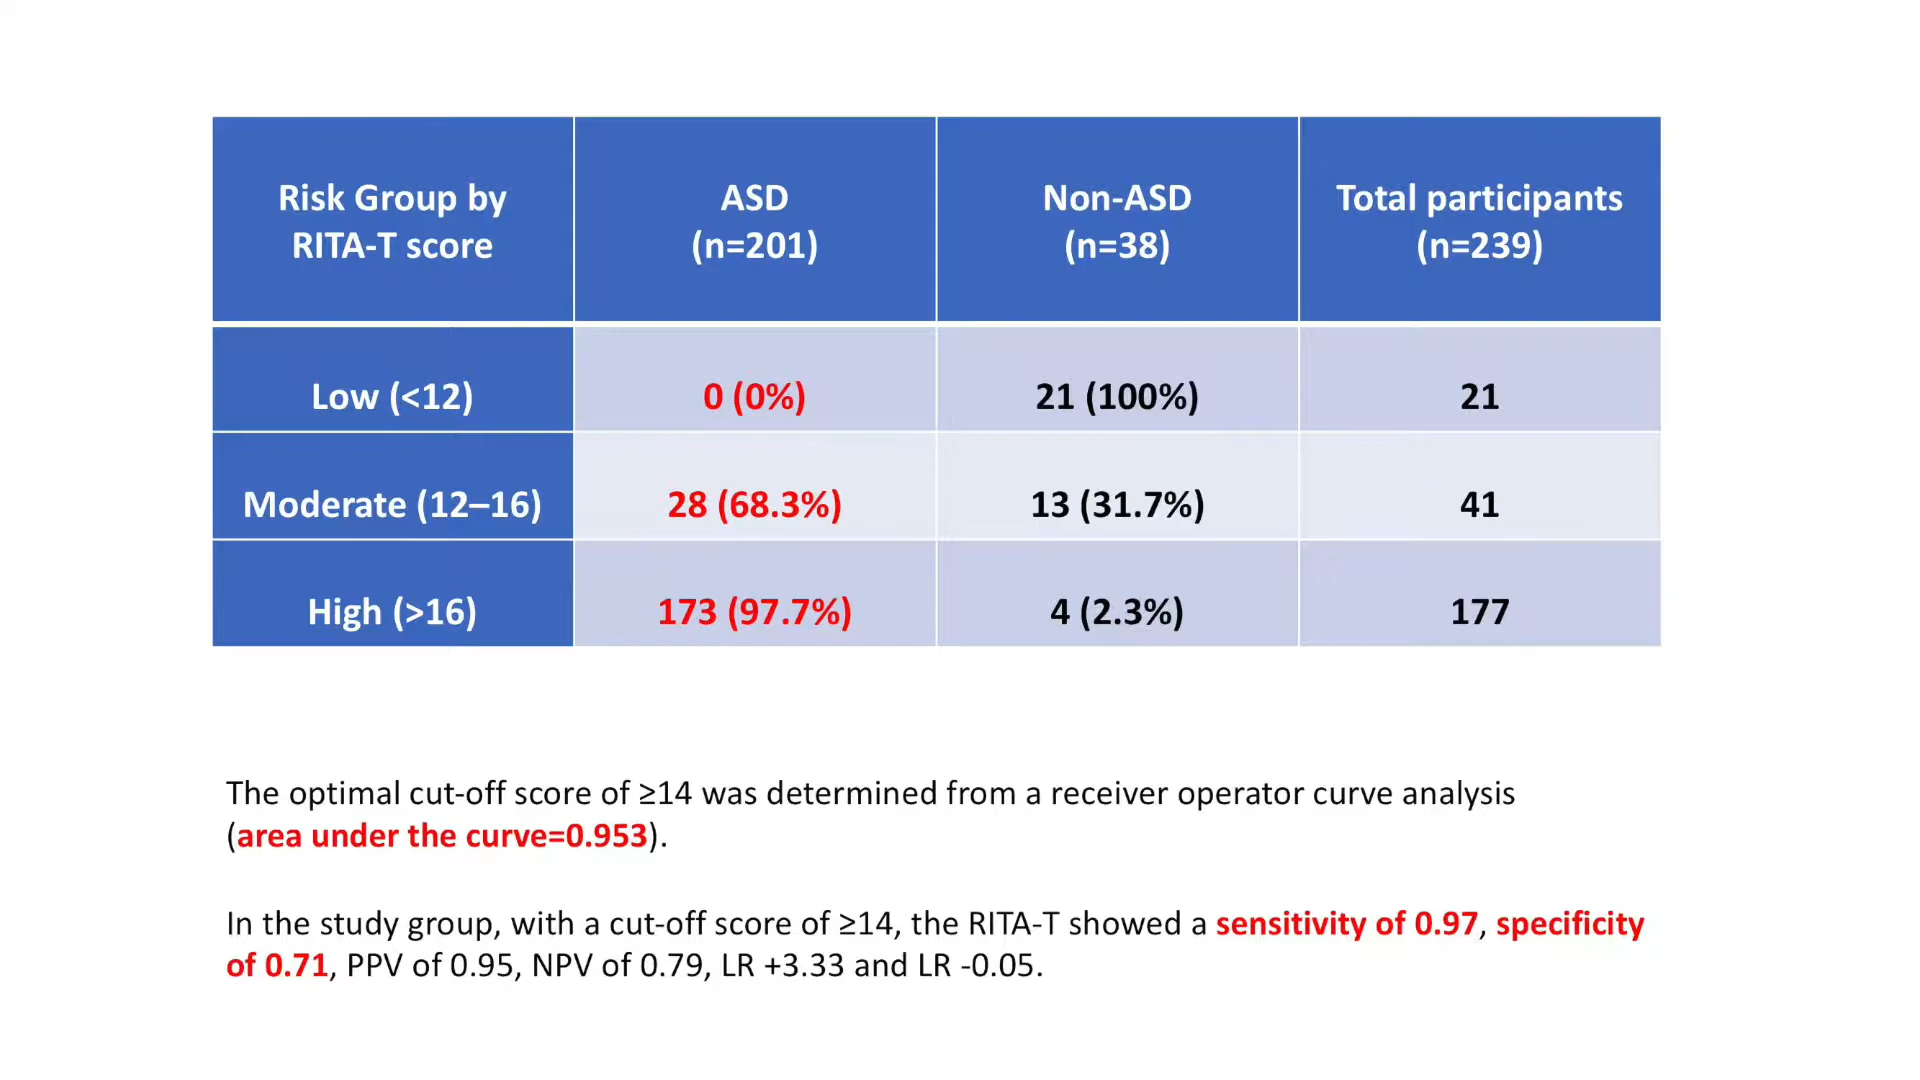 Risk Group by
RITA-T score
ASD
(n=201)
Non-ASD
(n=38)
Total participants
(n=239)
Low (<12)
0 (0%)
21 (100%)
21
Moderate (12–16)
28 (68.3%)
13 (31.7%)
41
High (>16)
173 (97.7%)
4 (2.3%)
177
The optimal cut-off score of ≥14 was determined from a receiver operator curve analysis
(area under the curve=0.953).
In the study group, with a cut-off score of ≥14, the RITA-T showed a sensitivity of 0.97, specificity
of 0.71, PPV of 0.95, NPV of 0.79, LR +3.33 and LR -0.05.